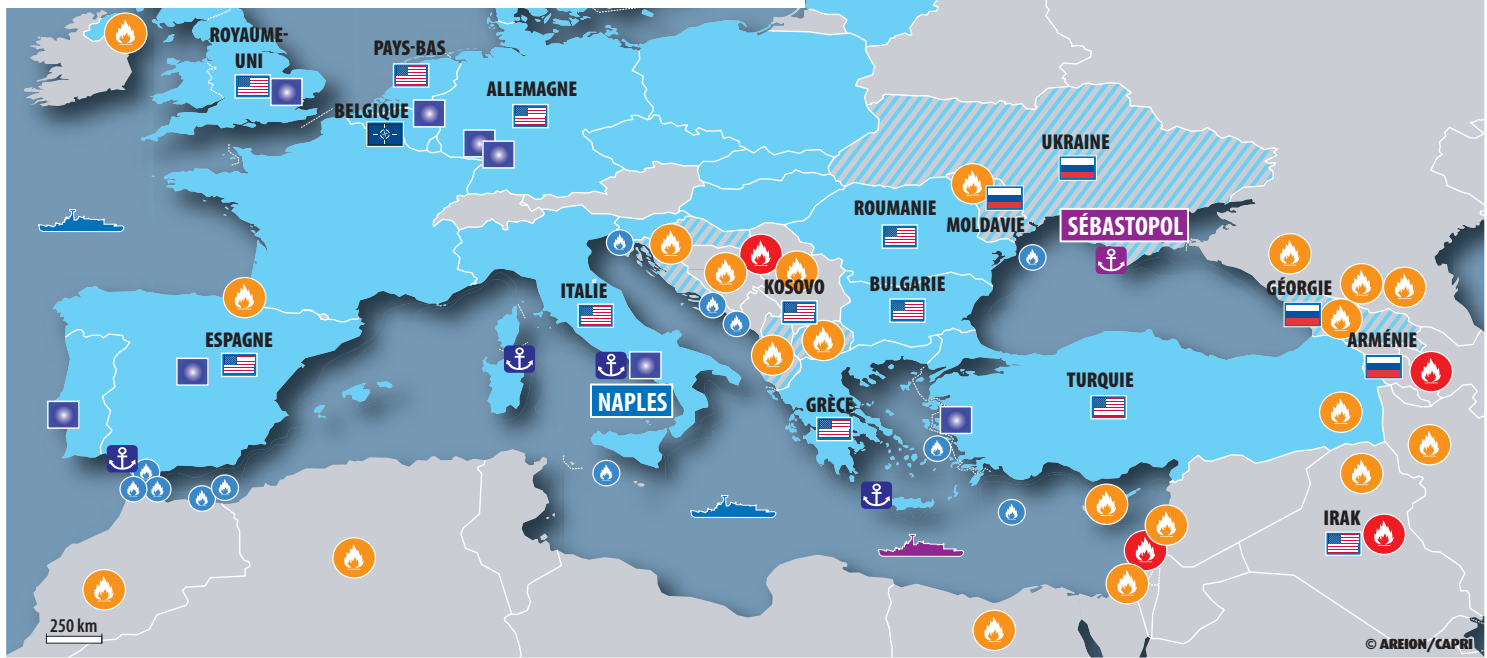 ROYAUME-
UNI
PAYS-BAS
ALLEMAGNE
BELGIQUE
UKRAINE
ROUMANIE
MOLDAVIE
SÉBASTOPOL
ITALIE
KOSOVO
BULGARIE
GÉORGIE
ESPAGNE
ARMÉNIE
TURQUIE
NAPLES
GRÈCE
IRAK
250 km
© AREION/CAPRI